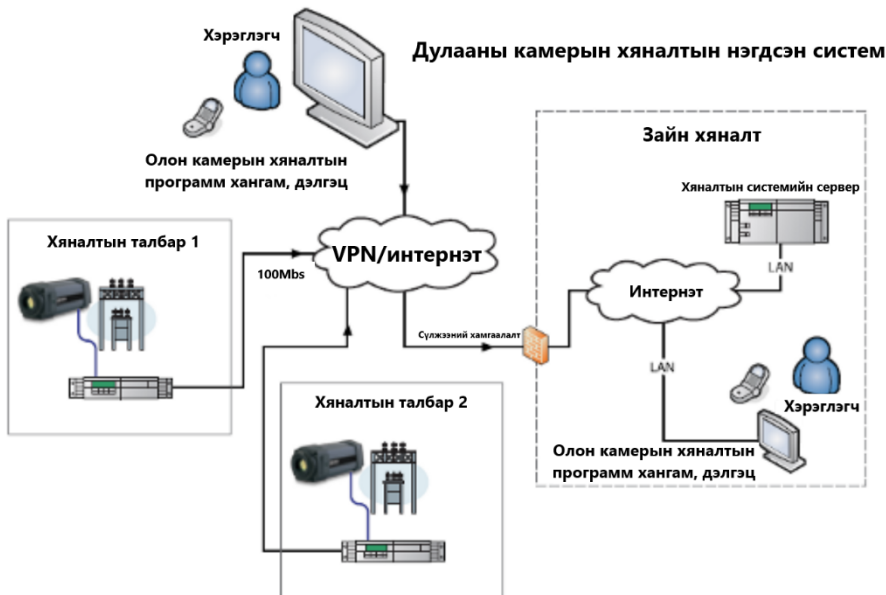 Дулааны камерын хяналтын нэгдсэн систем
Хэрэглэгч
Олон камерын хяналтын
программ хангам, дэлгэц
Хяналтын талбар 1
100Mbs
VPN/интернэт
Сүлжээний хамгаалалт
Хяналтын талбар 2
Зайн хяналт
Хяналтын системийн сервер
LAN
Интернэт
LAN
Хэрэглэгч
Олон камерын хяналтын
программ хангам, дэлгэц